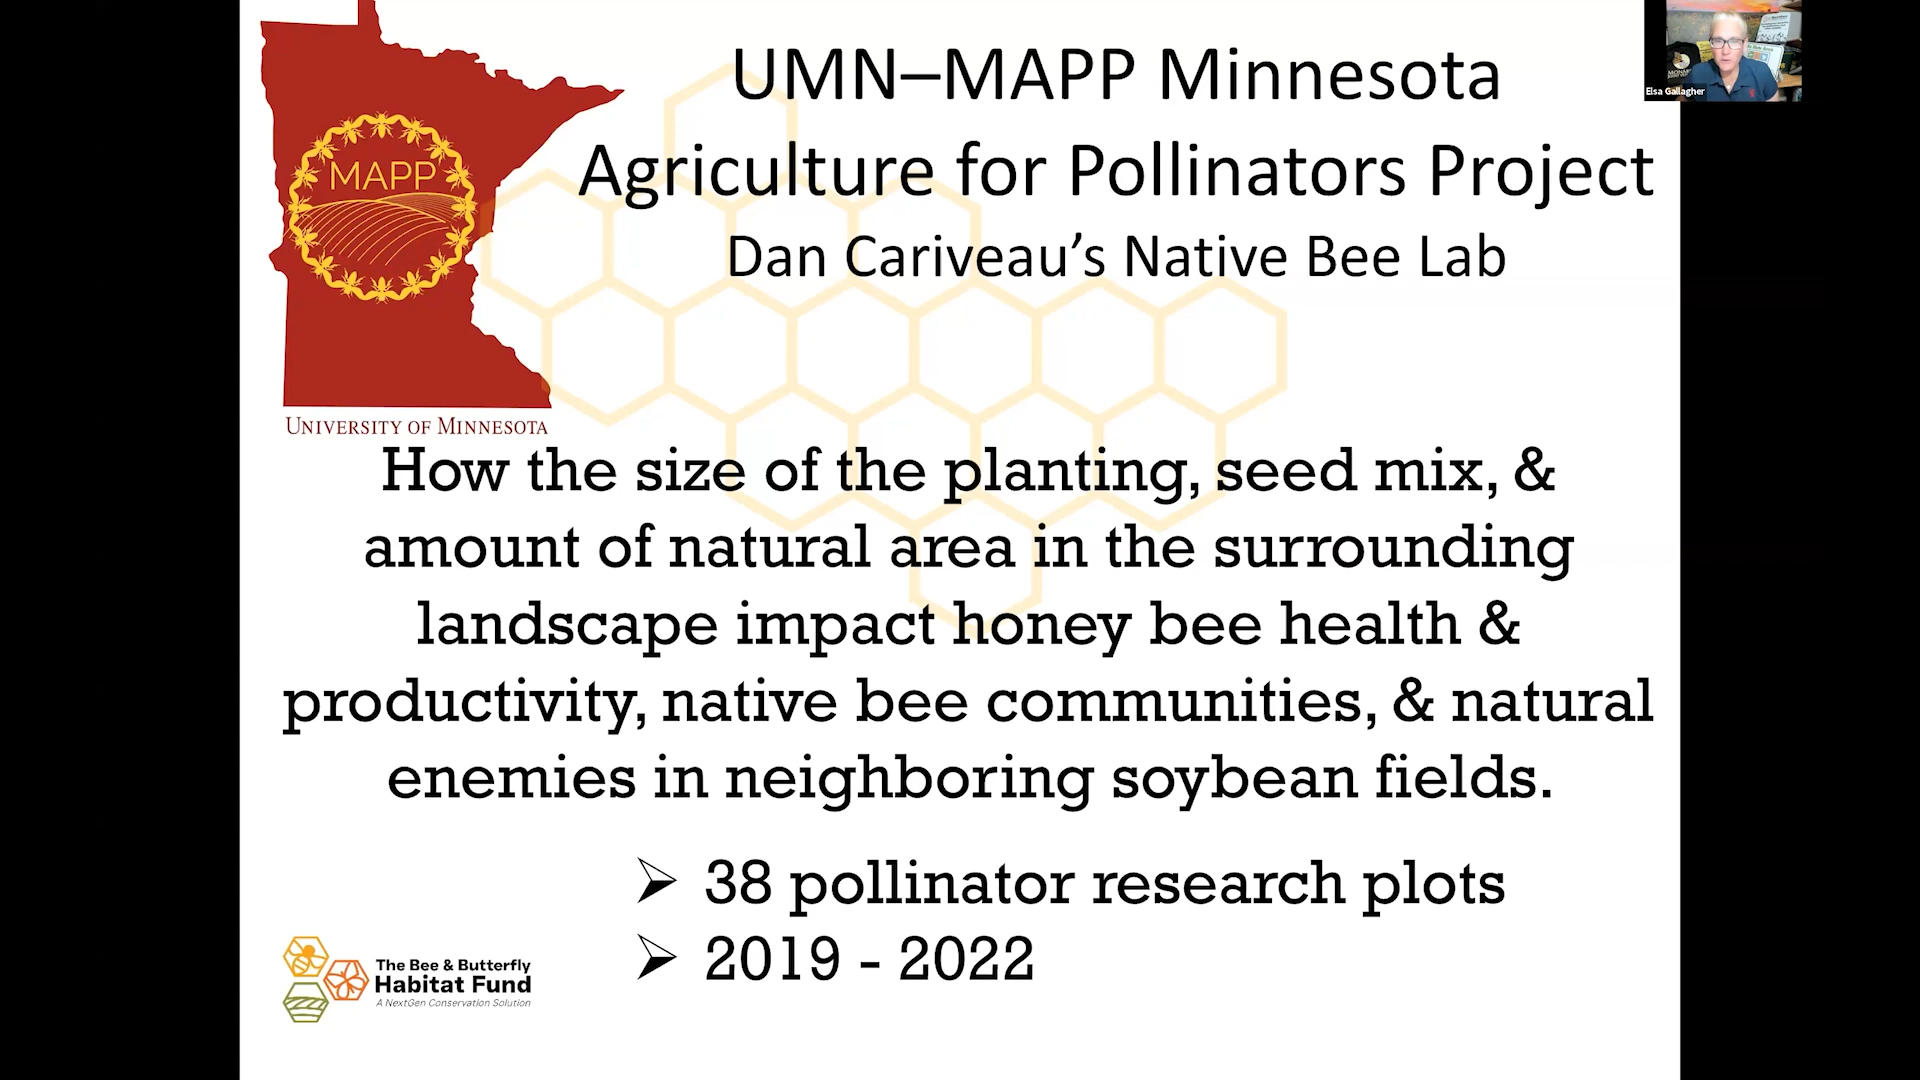 UMN–MAPP Minnesota
Agriculture for Pollinators Project
Dan Cariveau’s Native Bee Lab
MAPP
UNIVERSITY OF MINNESOTA
How the size of the planting, seed mix, &
amount of natural area in the surrounding
landscape impact honey bee health &
productivity, native bee communities, & natural
enemies in neighboring soybean fields.
➢ 38 pollinator research plots
➢ 2019 - 2022
The Bee & Butterfly
Habitat Fund
A NextGen Conservation Solution
Elsa Gallagher